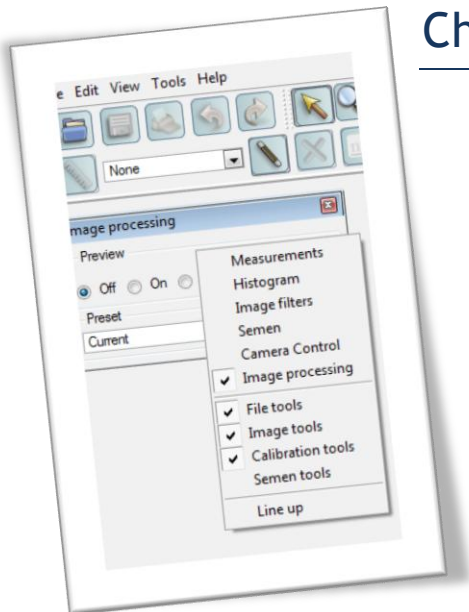 Ch
e Edit View Tools Help
None
mage processing
Preview
Off On
Preset
Current
Measurements
Histogram
Image filters
Semen
Camera Control
Image processing
File tools
Image tools
Calibration tools
Semen tools
Line up